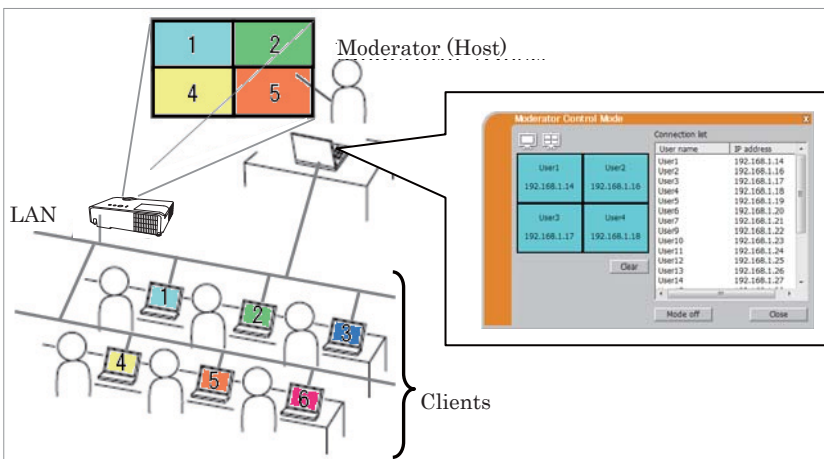 1 2
4 5
Moderator (Host)
LAN
1
2
3
4
5
6
Clients
Moderator Control Mode X
Connection list
User name IP address
User1 192.168.1.14
User2 192.168.1.16
User3 192.168.1.17
User4 192.168.1.18
User5 192.168.1.19
User6 192.168.1.20
User7 192.168.1.21
User9 192.168.1.22
User10 192.168.1.23
User11 192.168.1.24
User12 192.168.1.25
User13 192.168.1.26
User14 192.168.1.27
User1 User2
192.168.1.14 192.168.1.16
User3 User4
192.168.1.17 192.168.1.18
Clear
Mode off Close